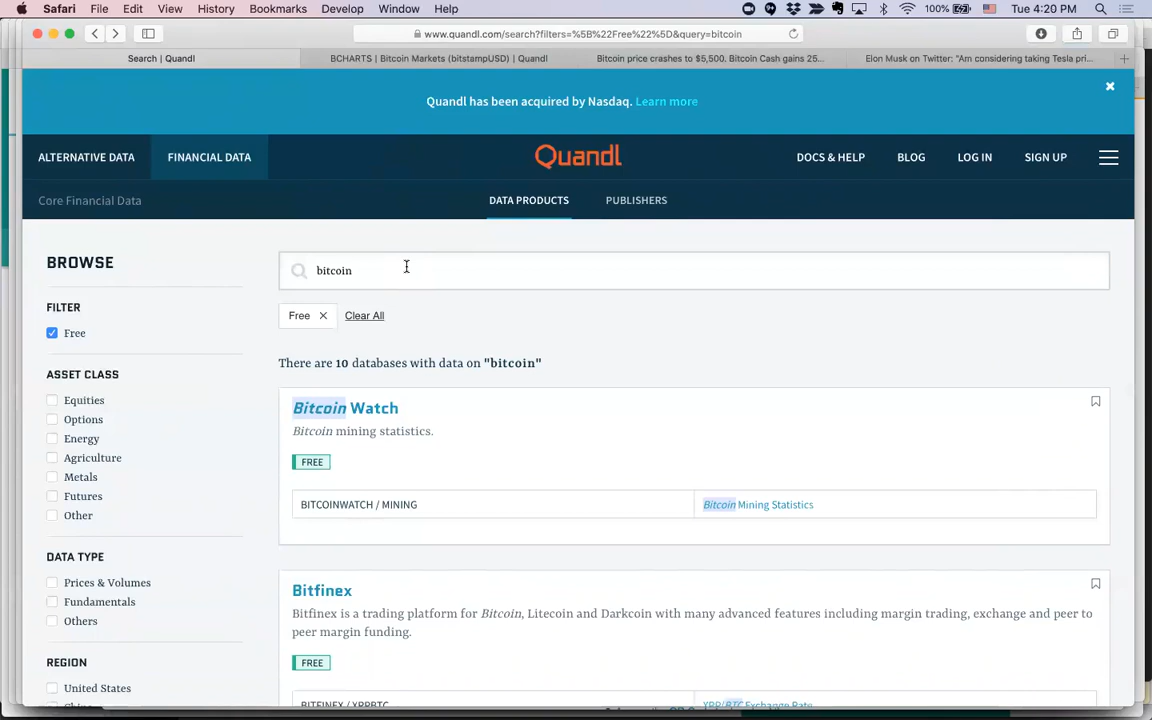 Safari File Edit View History Bookmarks Develop Window Help 100% Tue 4:20 PM
www.quandl.com/search?filters=%5B%22Free%22%5D&query=bitcoin
Search | Quandl
BCHARTS | Bitcoin Markets (bitstampUSD) | Quandl
Bitcoin price crashes to $5,500. Bitcoin Cash gains 25...
Elon Musk on Twitter: "Am considering taking Tesla pri...
Quandl has been acquired by Nasdaq. Learn more
ALTERNATIVE DATA
FINANCIAL DATA
Quandl
DOCS & HELP
BLOG
LOG IN
SIGN UP
Core Financial Data
DATA PRODUCTS
PUBLISHERS
BROWSE
FILTER
Free
ASSET CLASS
Equities
Options
Energy
Agriculture
Metals
Futures
Other
DATA TYPE
Prices & Volumes
Fundamentals
Others
REGION
United States
bitcoin
Free
Clear All
There are 10 databases with data on "bitcoin"
Bitcoin Watch
Bitcoin mining statistics.
FREE
BITCOINWATCH / MINING
Bitcoin Mining Statistics
Bitfinex
Bitfinex is a trading platform for Bitcoin, Litecoin and Darkcoin with many advanced features including margin trading, exchange and peer to
peer margin funding.
FREE
BITFINEX / XRPBTC
XRP/BTC Exchange Rate